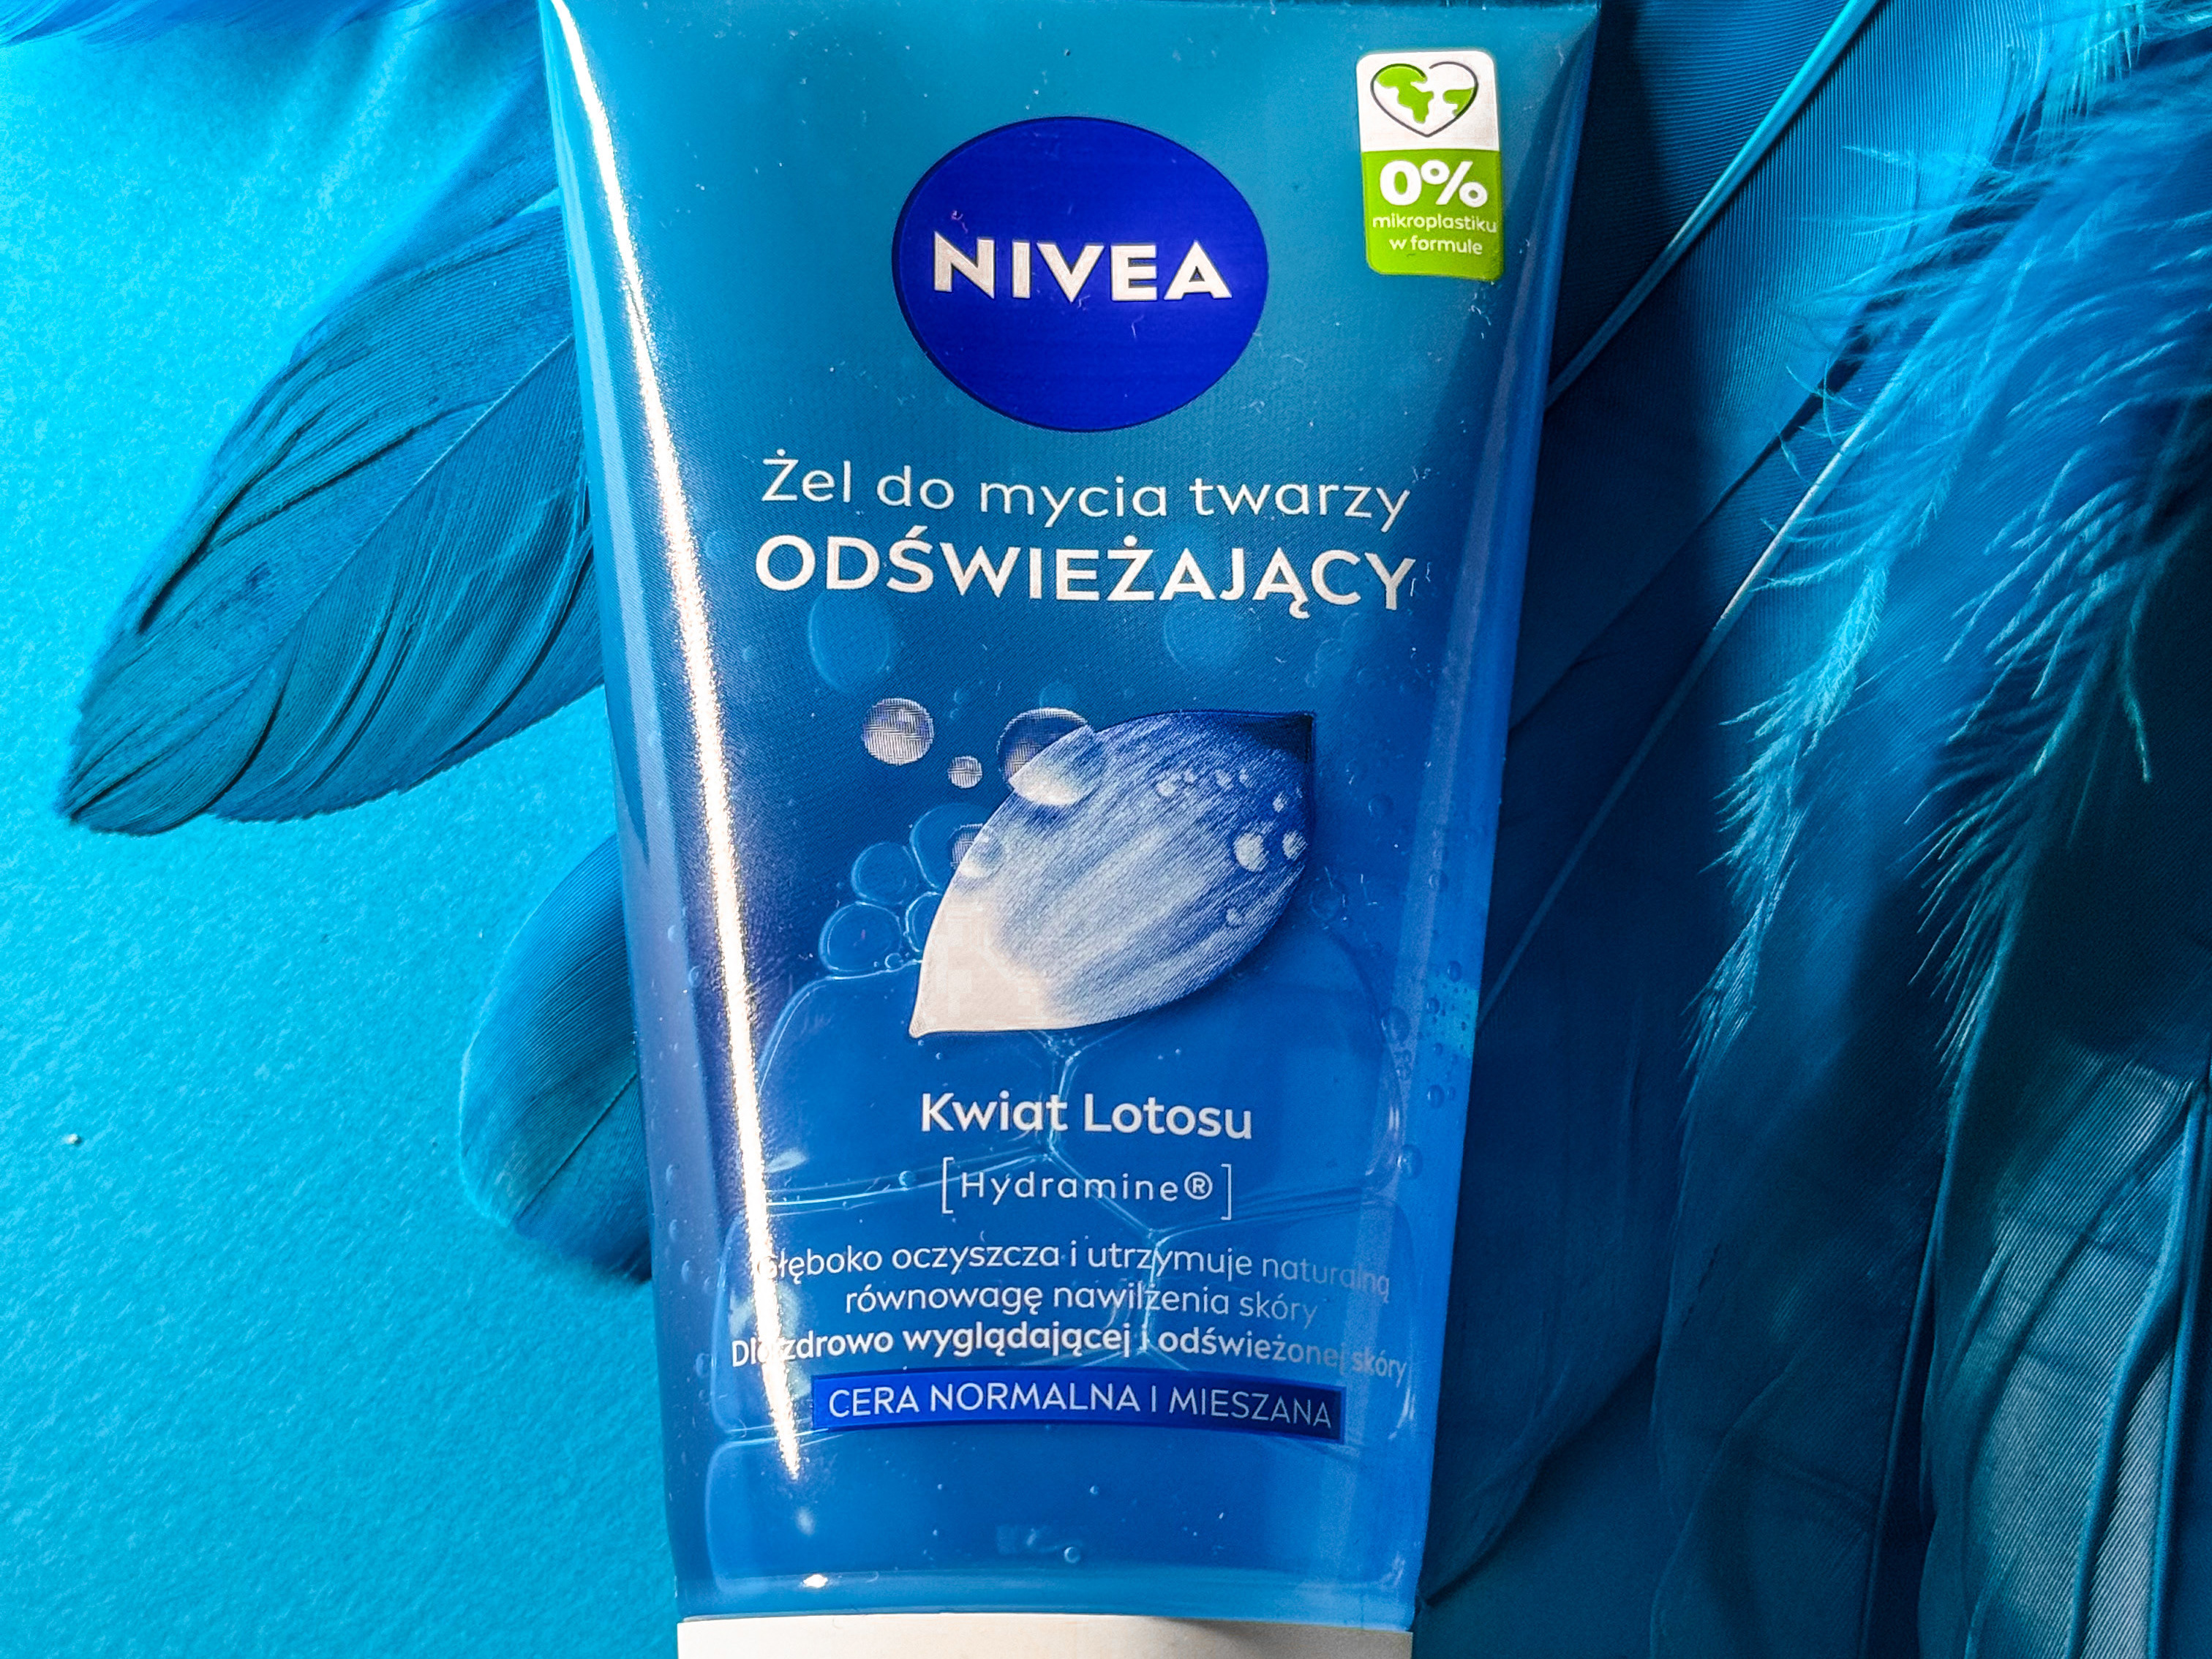 NIVEA
0%
mikroplastiku
w formule
Żel do mycia twarzy
ODŚWIEŻAJĄCY
Kwiat Lotosu
[Hydramine®]
Głęboko oczyszcza i utrzymuje naturalną
równowagę nawilżenia skóry
Dla zdrowo wyglądającej i odświeżonej skóry
CERA NORMALNA I MIESZANA